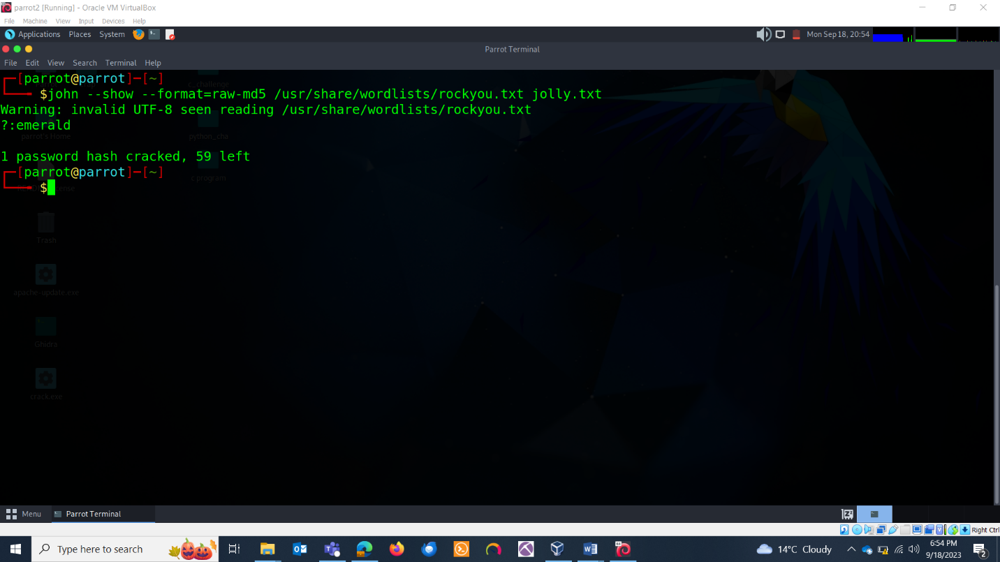 parrot2 [Running] - Oracle VM VirtualBox
File Machine View Input Devices Help
Applications Places System Mon Sep 18, 20:54
Parrot Terminal
File Edit View Search Terminal Help
┌─[parrot@parrot]─[~]
└──╼ $john --show --format=raw-md5 /usr/share/wordlists/rockyou.txt jolly.txt
Warning: invalid UTF-8 seen reading /usr/share/wordlists/rockyou.txt
?:emerald
1 password hash cracked, 59 left
┌─[parrot@parrot]─[~]
└──╼ $
c_challenge
parrot's Home python_cha
c program
Trash
apache-update.exe
Ghidra
crack.exe
Menu Parrot Terminal
Right Ctrl
Type here to search 14°C Cloudy 6:54 PM
9/18/2023 2